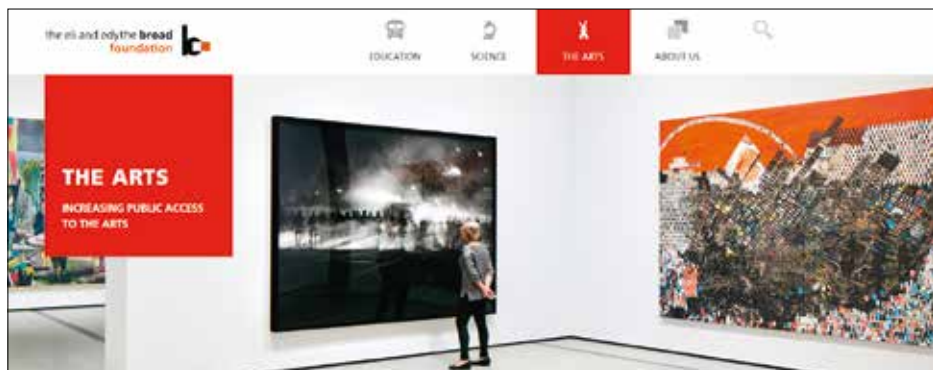 the eli and edythe broad
foundation
EDUCATION
SCIENCE
THE ARTS
ABOUT US
THE ARTS
INCREASING PUBLIC ACCESS
TO THE ARTS